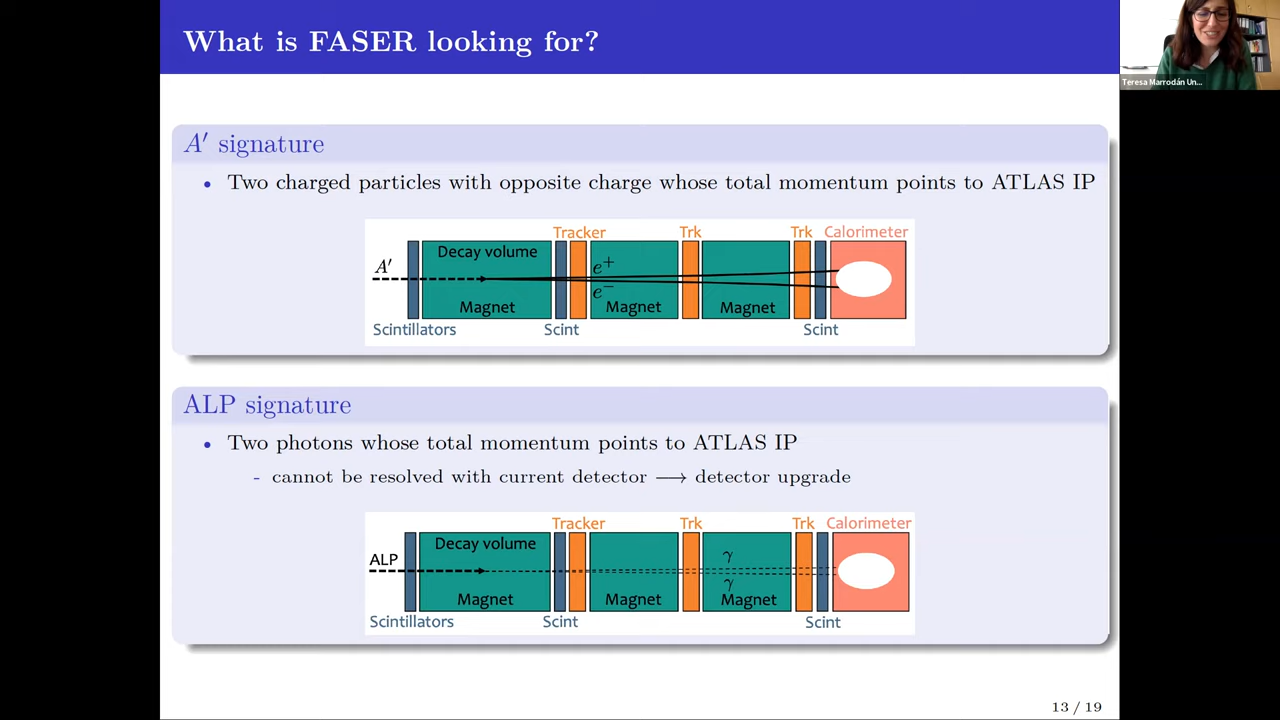 What is FASER looking for?
Teresa Marrodán Un...
A′ signature
• Two charged particles with opposite charge whose total momentum points to ATLAS IP
Tracker Trk Trk Calorimeter
Decay volume
A′
e⁺
e⁻
Magnet Magnet Magnet
Scintillators Scint Scint
ALP signature
• Two photons whose total momentum points to ATLAS IP
- cannot be resolved with current detector ⟶ detector upgrade
Tracker Trk Trk Calorimeter
Decay volume
ALP
γ
γ
Magnet Magnet Magnet
Scintillators Scint Scint
13 / 19